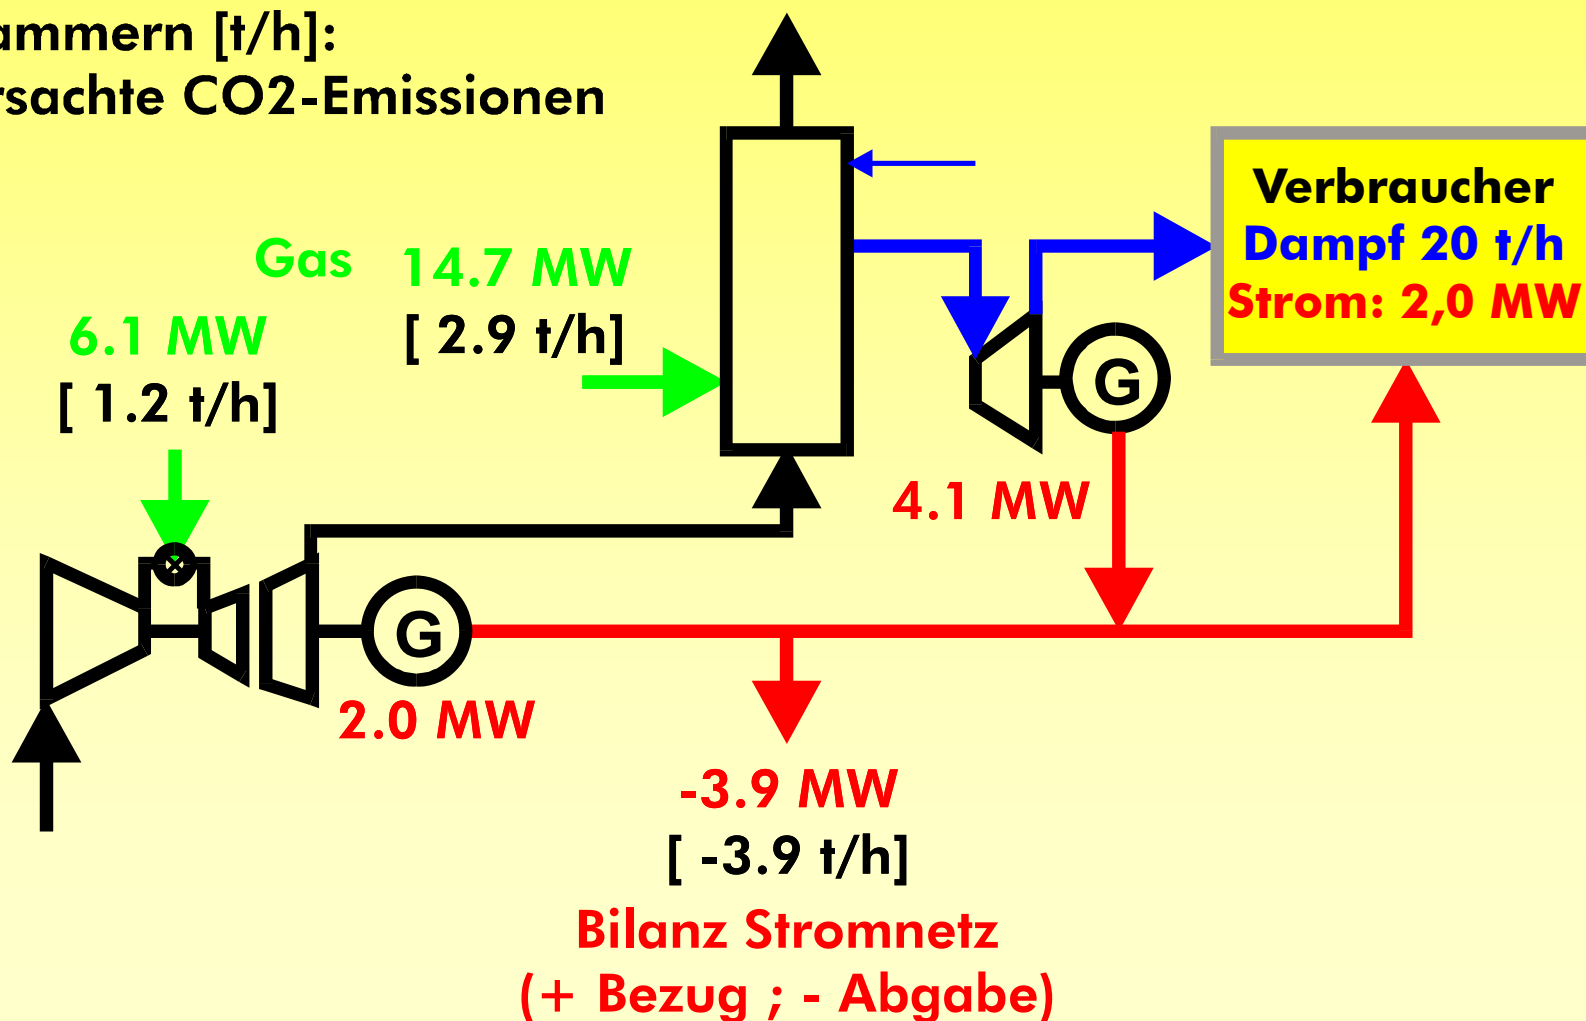 ammern [t/h]:
rsachte CO2-Emissionen
Verbraucher
Dampf 20 t/h
Strom: 2,0 MW
Gas 14.7 MW
[ 2.9 t/h]
6.1 MW
[ 1.2 t/h]
G
4.1 MW
G
2.0 MW
-3.9 MW
[ -3.9 t/h]
Bilanz Stromnetz
(+ Bezug ; - Abgabe)